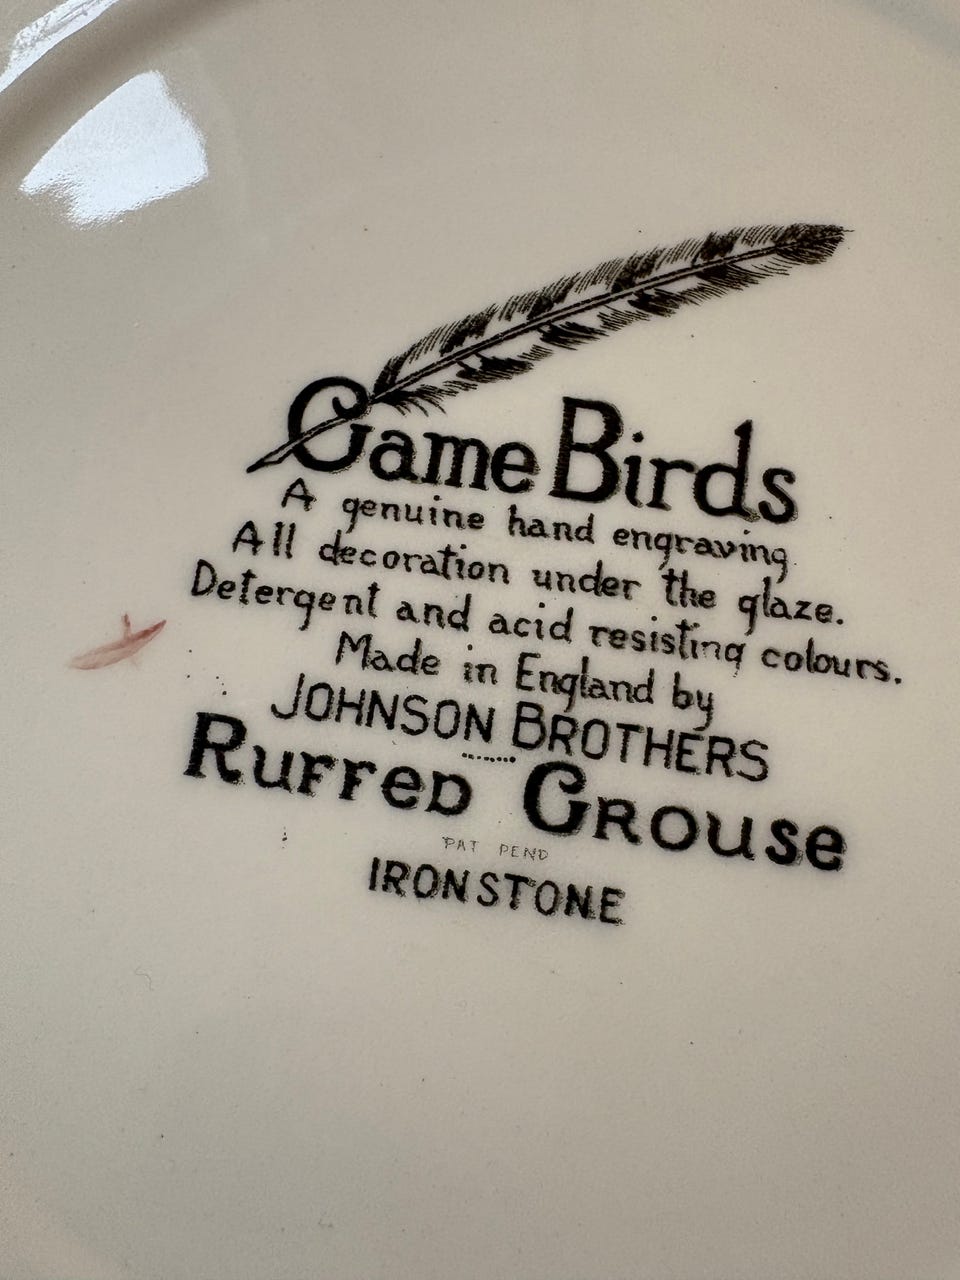 Game Birds
A genuine hand engraving
All decoration under the glaze.
Detergent and acid resisting colours.
Made in England by
JOHNSON BROTHERS
RUFFED GROUSE
PAT PEND
IRONSTONE